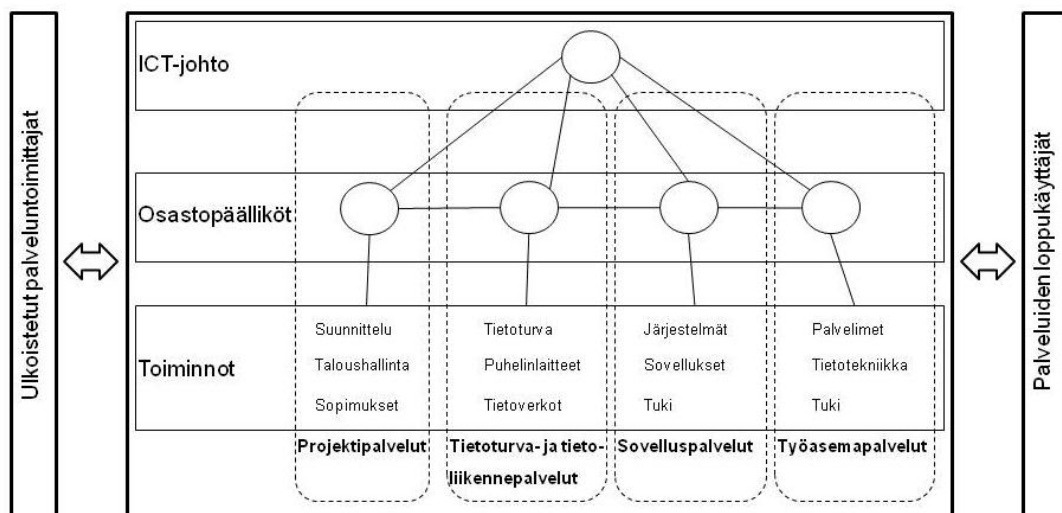 Ulkoistetut palveluntoimittajat
ICT-johto
Osastopäälliköt
Toiminnot
Suunnittelu
Taloushallinta
Sopimukset
Projektipalvelut
Tietoturva
Puhelinlaitteet
Tietoverkot
Tietoturva- ja tieto-
liikennepalvelut
Järjestelmät
Sovellukset
Tuki
Sovelluspalvelut
Palvelimet
Tietotekniikka
Tuki
Työasemapalvelut
Palveluiden loppukäyttäjät